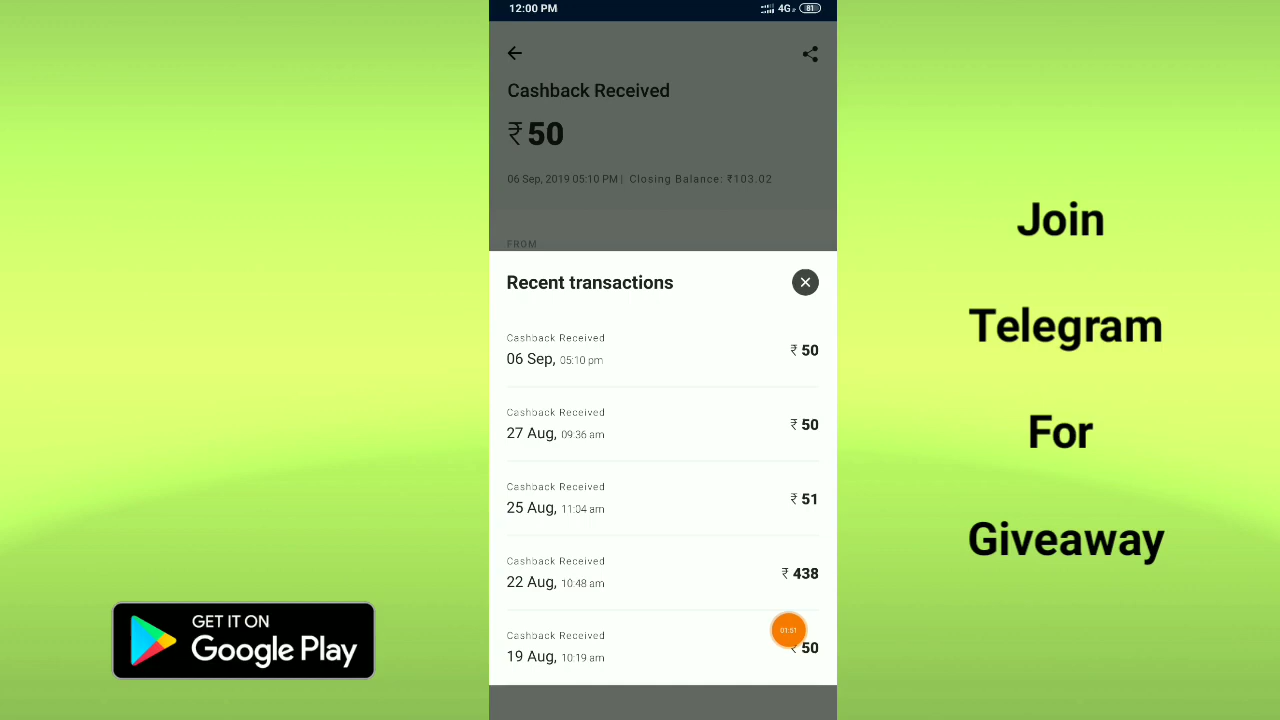 12:00 PM
4G
81
Cashback Received
₹ 50
06 Sep, 2019 05:10 PM | Closing Balance: ₹103.02
FROM
Recent transactions
Cashback Received
06 Sep, 05:10 pm
₹ 50
Cashback Received
27 Aug, 09:36 am
₹ 50
Cashback Received
25 Aug, 11:04 am
₹ 51
Cashback Received
22 Aug, 10:48 am
₹ 438
Cashback Received
19 Aug, 10:19 am
01:51
₹ 50
Join
Telegram
For
Giveaway
GET IT ON
Google Play